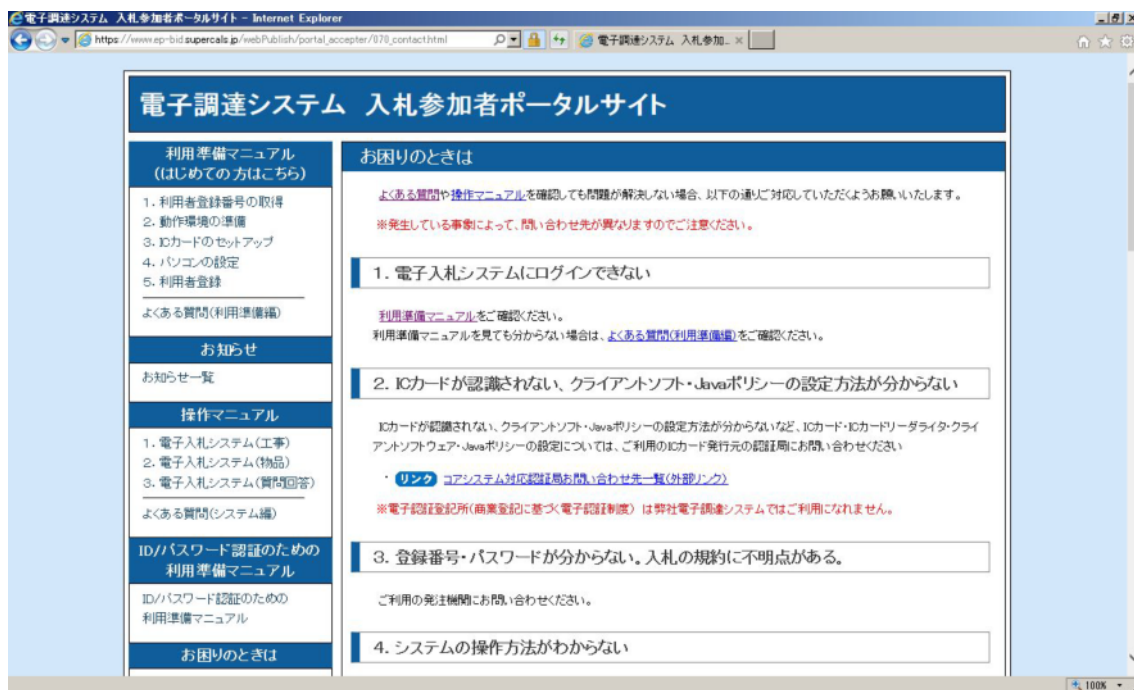 電子調達システム 入札参加者ポータルサイト - Internet Explorer
https://www.ep-bid.supercals.jp/webPublish/portal_accepter/070_contact.html
電子調達システム 入札参加...
電子調達システム 入札参加者ポータルサイト
利用準備マニュアル
(はじめての方はこちら)
1. 利用者登録番号の取得
2. 動作環境の準備
3. ICカードのセットアップ
4. パソコンの設定
5. 利用者登録
よくある質問(利用準備編)
お知らせ
お知らせ一覧
操作マニュアル
1. 電子入札システム(工事)
2. 電子入札システム(物品)
3. 電子入札システム(質問回答)
よくある質問(システム編)
ID/パスワード認証のための
利用準備マニュアル
ID/パスワード認証のための
利用準備マニュアル
お困りのときは
お困りのときは
よくある質問や操作マニュアルを確認しても問題が解決しない場合、以下の通りご対応していただくようお願いいたします。
※発生している事象によって、問い合わせ先が異なりますのでご注意ください。
1. 電子入札システムにログインできない
利用準備マニュアルをご確認ください。
利用準備マニュアルを見ても分からない場合は、よくある質問(利用準備編)をご確認ください。
2. ICカードが認識されない、クライアントソフト・Javaポリシーの設定方法が分からない
ICカードが認識されない、クライアントソフト・Javaポリシーの設定方法が分からないなど、ICカード・ICカードリーダライタ・クライ
アントソフトウェア・Javaポリシーの設定については、ご利用のICカード発行元の認証局にお問い合わせください
・ リンク コアシステム対応認証局お問い合わせ先一覧(外部リンク)
※電子認証登記所(商業登記に基づく電子認証制度) は弊社電子調達システムではご利用になれません。
3. 登録番号・パスワードが分からない。入札の規約に不明点がある。
ご利用の発注機関にお問い合わせください。
4. システムの操作方法がわからない
100%